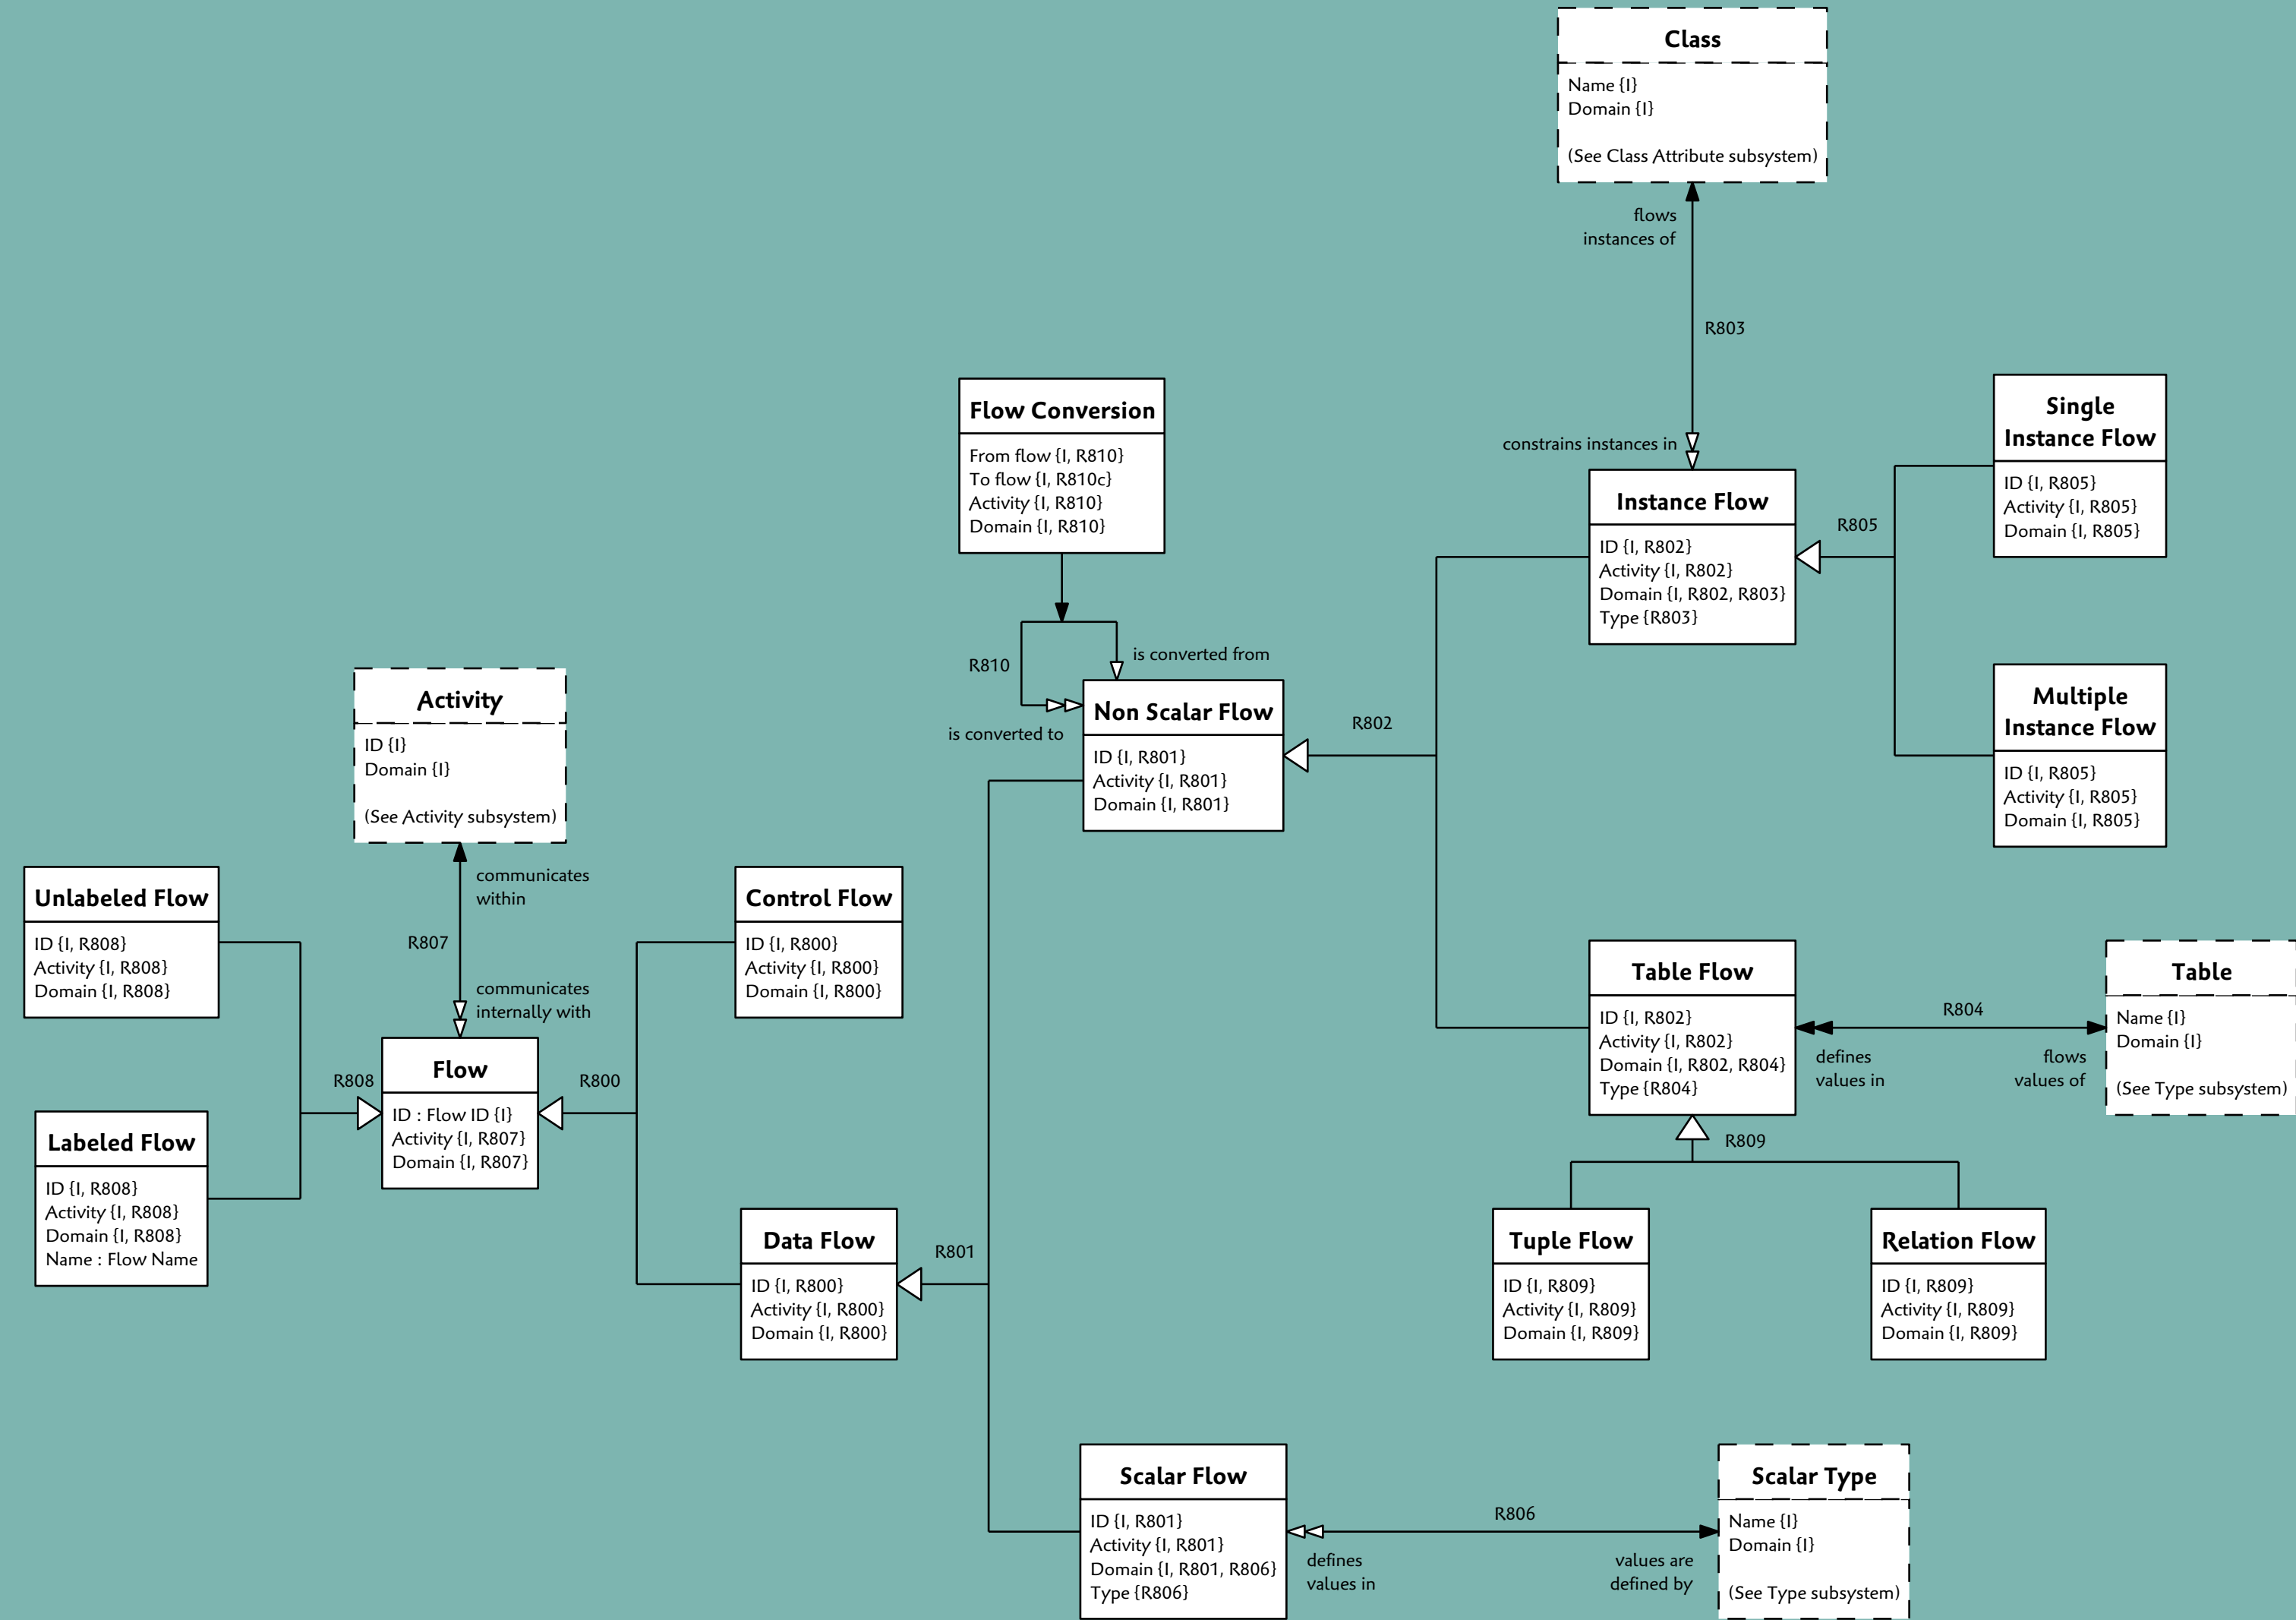 Class
Name {I}
Domain {I}
(See Class Attribute subsystem)
flows
instances of
R803
constrains instances in
Flow Conversion
From flow {I, R810}
To flow {I, R810c}
Activity {I, R810}
Domain {I, R810}
Single
Instance Flow
ID {I, R805}
Activity {I, R805}
Domain {I, R805}
Instance Flow
ID {I, R802}
Activity {I, R802}
Domain {I, R802, R803}
Type {R803}
R805
R810
is converted from
is converted to
Non Scalar Flow
ID {I, R801}
Activity {I, R801}
Domain {I, R801}
R802
Multiple
Instance Flow
ID {I, R805}
Activity {I, R805}
Domain {I, R805}
Activity
ID {I}
Domain {I}
(See Activity subsystem)
communicates
within
R807
communicates
internally with
Unlabeled Flow
ID {I, R808}
Activity {I, R808}
Domain {I, R808}
Control Flow
ID {I, R800}
Activity {I, R800}
Domain {I, R800}
Flow
ID : Flow ID {I}
Activity {I, R807}
Domain {I, R807}
R808
R800
Labeled Flow
ID {I, R808}
Activity {I, R808}
Domain {I, R808}
Name : Flow Name
Data Flow
ID {I, R800}
Activity {I, R800}
Domain {I, R800}
R801
Table Flow
ID {I, R802}
Activity {I, R802}
Domain {I, R802, R804}
Type {R804}
R804
defines
values in
flows
values of
Table
Name {I}
Domain {I}
(See Type subsystem)
R809
Tuple Flow
ID {I, R809}
Activity {I, R809}
Domain {I, R809}
Relation Flow
ID {I, R809}
Activity {I, R809}
Domain {I, R809}
Scalar Flow
ID {I, R801}
Activity {I, R801}
Domain {I, R801, R806}
Type {R806}
R806
defines
values in
values are
defined by
Scalar Type
Name {I}
Domain {I}
(See Type subsystem)